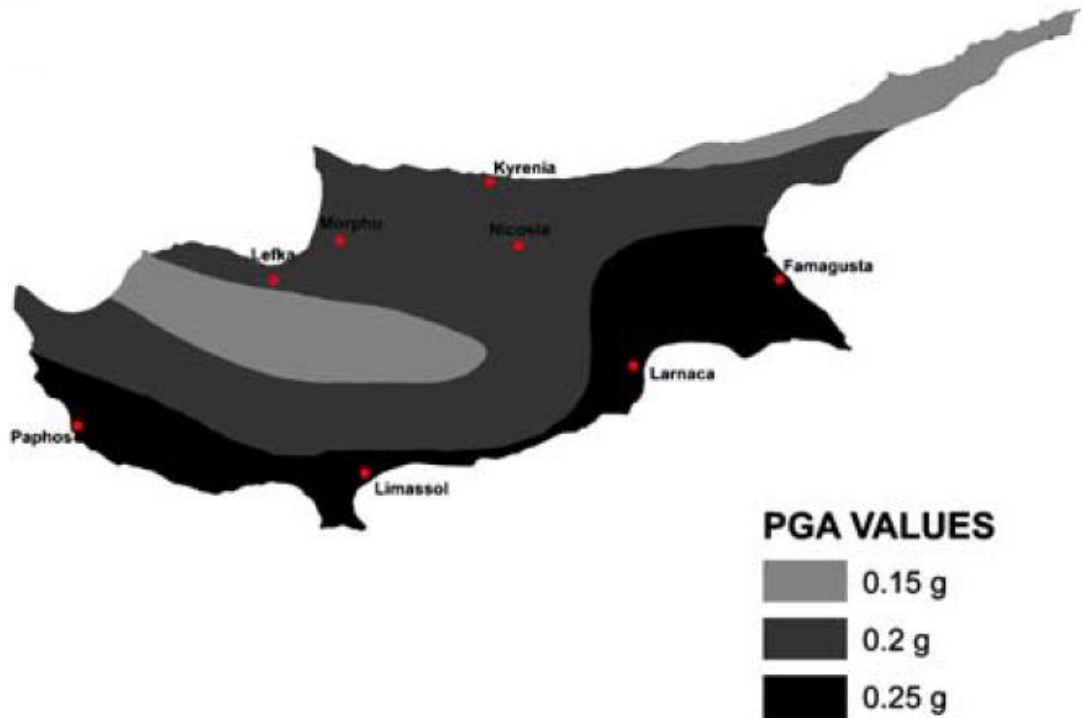 Kyrenia
Morphu
Nicosia
Lefka
Famagusta
Larnaca
Paphos
Limassol
PGA VALUES
0.15 g
0.2 g
0.25 g